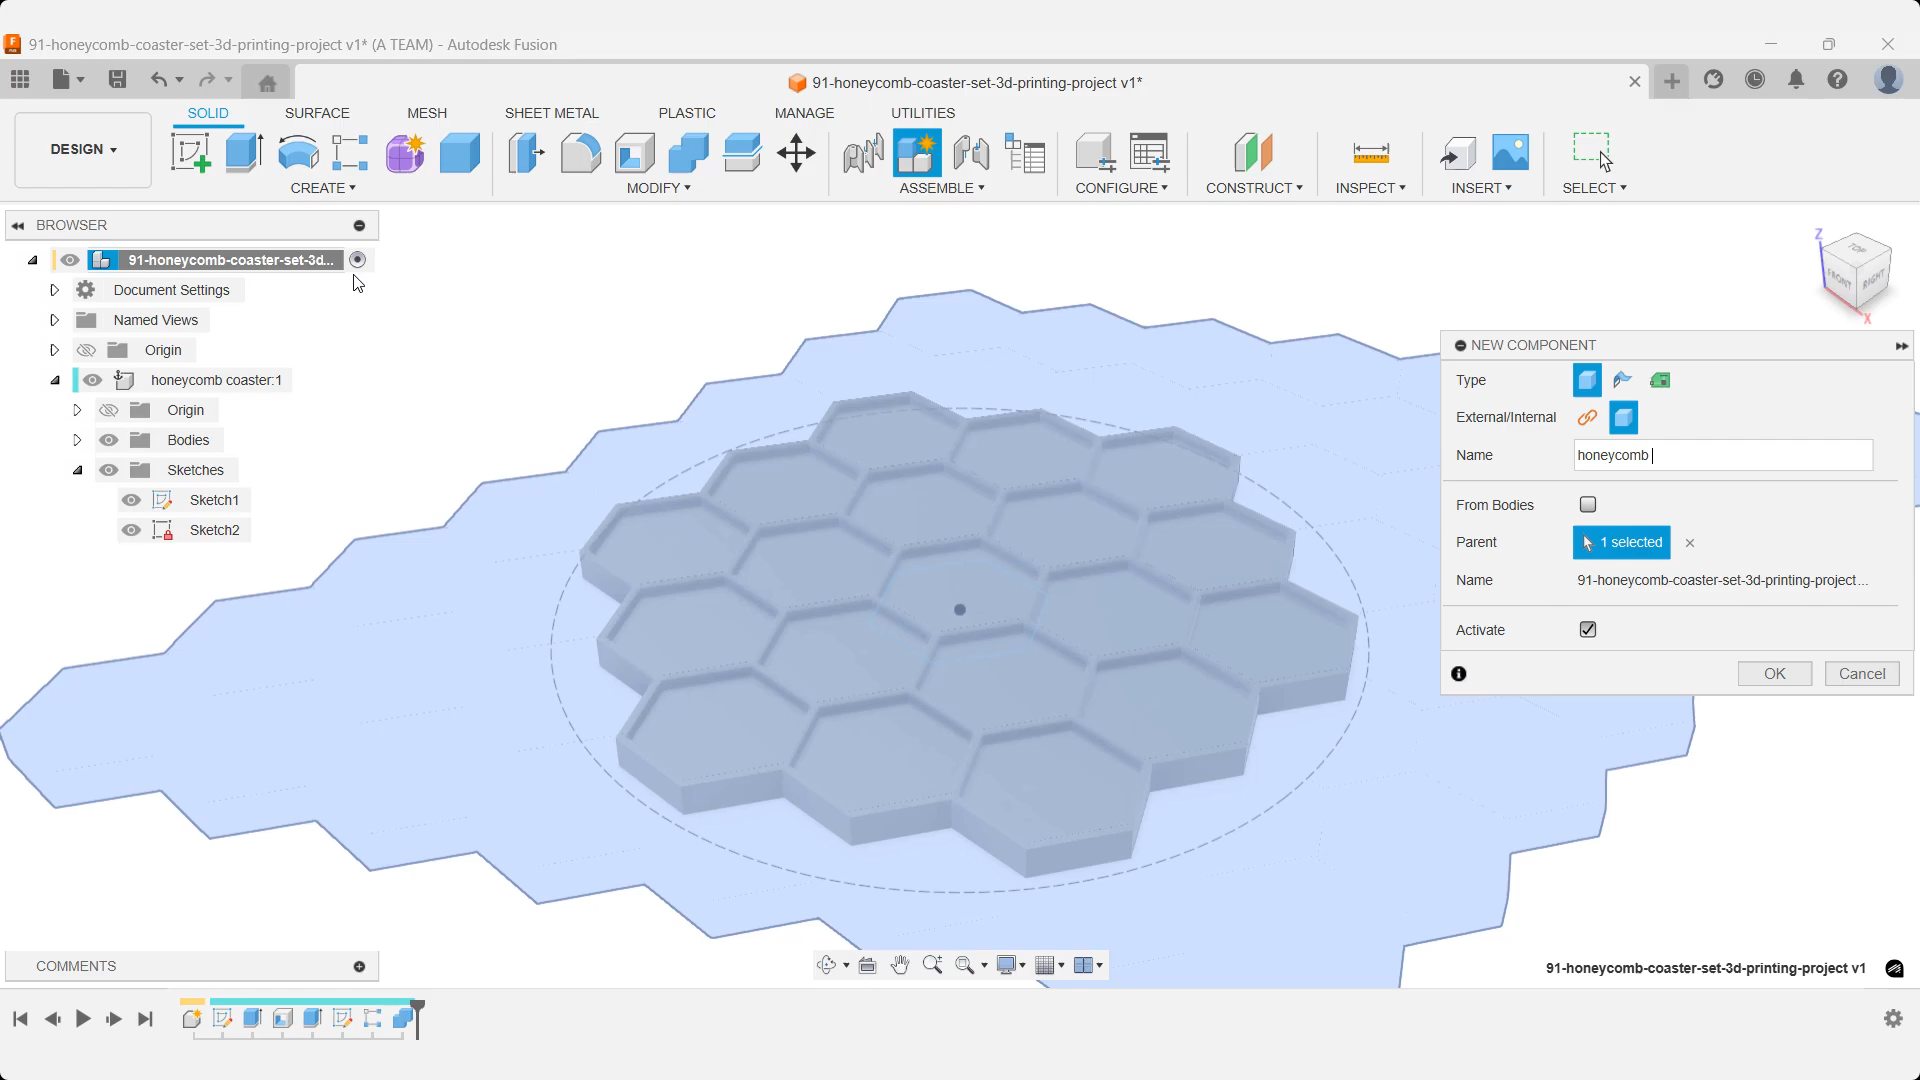 91-honeycomb-coaster-set-3d-printing-project v1* (A TEAM) - Autodesk Fusion
91-honeycomb-coaster-set-3d-printing-project v1*
SOLID SURFACE MESH SHEET METAL PLASTIC MANAGE UTILITIES
DESIGN
CREATE MODIFY ASSEMBLE CONFIGURE CONSTRUCT INSPECT INSERT SELECT
BROWSER
91-honeycomb-coaster-set-3d...
Document Settings
Named Views
Origin
honeycomb coaster:1
Origin
Bodies
Sketches
Sketch1
Sketch2
Z
TOP
FRONT
RIGHT
X
NEW COMPONENT
Type
External/Internal
Name honeycomb
From Bodies
Parent 1 selected
Name 91-honeycomb-coaster-set-3d-printing-project...
Activate
OK Cancel
COMMENTS
91-honeycomb-coaster-set-3d-printing-project v1